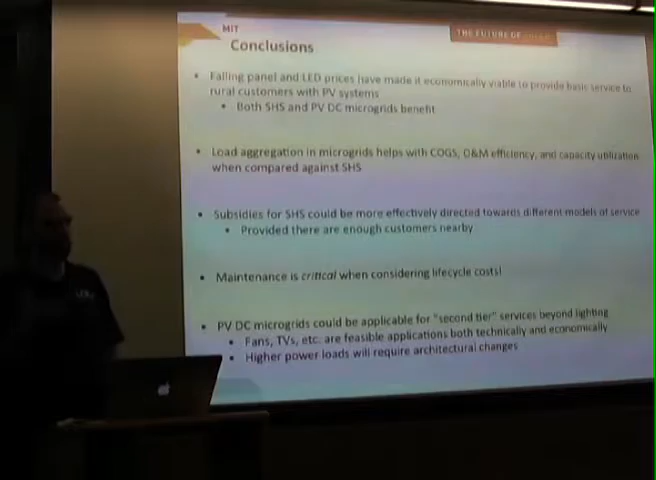 MIT
THE FUTURE OF
Conclusions
• Falling panel and LED prices have made it economically viable to provide basic service to
rural customers with PV systems
• Both SHS and PV DC microgrids benefit
• Load aggregation in microgrids helps with COGS, O&M efficiency, and capacity utilization
when compared against SHS
• Subsidies for SHS could be more effectively directed towards different models of service
• Provided there are enough customers nearby
• Maintenance is critical when considering lifecycle costs!
• PV DC microgrids could be applicable for "second tier" services beyond lighting
• Fans, TVs, etc. are feasible applications both technically and economically
• Higher power loads will require architectural changes